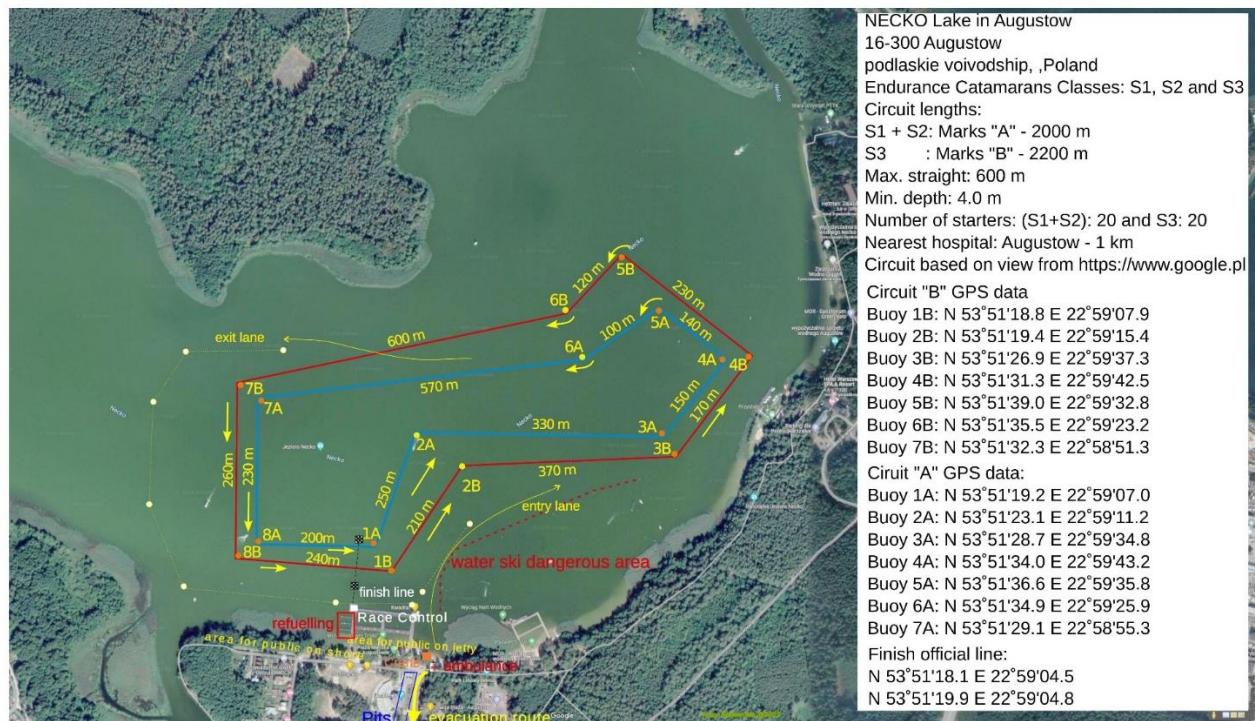 NECKO Lake in Augustow
16-300 Augustow
podlaskie voivodship, ,Poland
Endurance Catamarans Classes: S1, S2 and S3
Circuit lengths:
S1 + S2: Marks "A" - 2000 m
S3 : Marks "B" - 2200 m
Max. straight: 600 m
Min. depth: 4.0 m
Number of starters: (S1+S2): 20 and S3: 20
Nearest hospital: Augustow - 1 km
Circuit based on view from https://www.google.pl
Circuit "B" GPS data
Buoy 1B: N 53°51'18.8 E 22°59'07.9
Buoy 2B: N 53°51'19.4 E 22°59'15.4
Buoy 3B: N 53°51'26.9 E 22°59'37.3
Buoy 4B: N 53°51'31.3 E 22°59'42.5
Buoy 5B: N 53°51'39.0 E 22°59'32.8
Buoy 6B: N 53°51'35.5 E 22°59'23.2
Buoy 7B: N 53°51'32.3 E 22°58'51.3
Ciruit "A" GPS data:
Buoy 1A: N 53°51'19.2 E 22°59'07.0
Buoy 2A: N 53°51'23.1 E 22°59'11.2
Buoy 3A: N 53°51'28.7 E 22°59'34.8
Buoy 4A: N 53°51'34.0 E 22°59'43.2
Buoy 5A: N 53°51'36.6 E 22°59'35.8
Buoy 6A: N 53°51'34.9 E 22°59'25.9
Buoy 7A: N 53°51'29.1 E 22°58'55.3
Finish official line:
N 53°51'18.1 E 22°59'04.5
N 53°51'19.9 E 22°59'04.8
Necko
Necko
5B
120 m
230 m
6B
5A
100 m
140 m
600 m
exit lane
6A
4A
4B
7B
570 m
7A
150 m
170 m
Necko
Necko
330 m
3A
2A
3B
Jezioro Necko
Necko
260m
230 m
250 m
370 m
2B
210 m
entry lane
8A
200m
1A
8B
240m
1B
water ski dangerous area
finish line
Race Control
refuelling
Wyciąg Nart Wodnych
area for public on shore
area for public on jetty
ambulance
Pits
evacuation route
Google